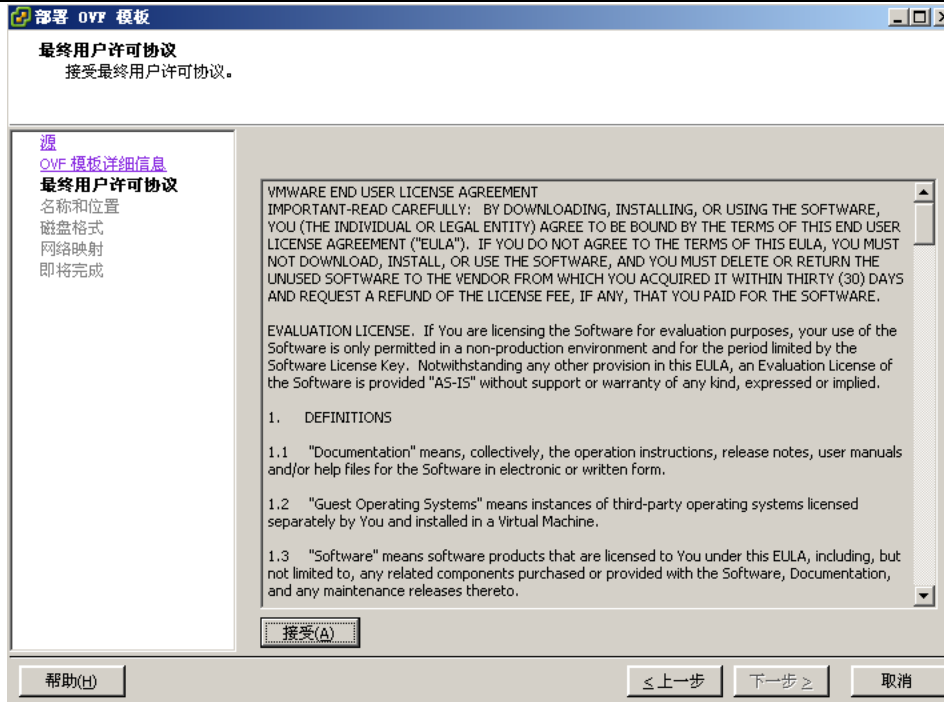 部署 OVF 模板
最终用户许可协议
接受最终用户许可协议。
源
OVF 模板详细信息
最终用户许可协议
名称和位置
磁盘格式
网络映射
即将完成
VMWARE END USER LICENSE AGREEMENT
IMPORTANT-READ CAREFULLY: BY DOWNLOADING, INSTALLING, OR USING THE SOFTWARE,
YOU (THE INDIVIDUAL OR LEGAL ENTITY) AGREE TO BE BOUND BY THE TERMS OF THIS END USER
LICENSE AGREEMENT ("EULA"). IF YOU DO NOT AGREE TO THE TERMS OF THIS EULA, YOU MUST
NOT DOWNLOAD, INSTALL, OR USE THE SOFTWARE, AND YOU MUST DELETE OR RETURN THE
UNUSED SOFTWARE TO THE VENDOR FROM WHICH YOU ACQUIRED IT WITHIN THIRTY (30) DAYS
AND REQUEST A REFUND OF THE LICENSE FEE, IF ANY, THAT YOU PAID FOR THE SOFTWARE.
EVALUATION LICENSE. If You are licensing the Software for evaluation purposes, your use of the
Software is only permitted in a non-production environment and for the period limited by the
Software License Key. Notwithstanding any other provision in this EULA, an Evaluation License of
the Software is provided "AS-IS" without support or warranty of any kind, expressed or implied.
1. DEFINITIONS
1.1 "Documentation" means, collectively, the operation instructions, release notes, user manuals
and/or help files for the Software in electronic or written form.
1.2 "Guest Operating Systems" means instances of third-party operating systems licensed
separately by You and installed in a Virtual Machine.
1.3 "Software" means software products that are licensed to You under this EULA, including, but
not limited to, any related components purchased or provided with the Software, Documentation,
and any maintenance releases thereto.
接受(A)
帮助(H)
≤上一步
下一步 ≥
取消